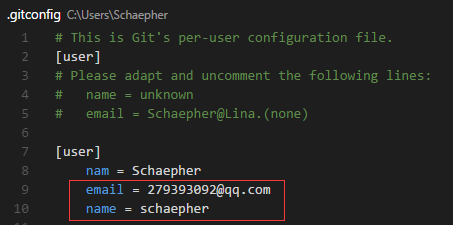 .gitconfig C:\Users\Schaepher
1 # This is Git's per-user configuration file.
2 [user]
3 # Please adapt and uncomment the following lines:
4 #   name = unknown
5 #   email = Schaepher@Lina.(none)
6
7 [user]
8     nam = Schaepher
9     email = 279393092@qq.com
10     name = schaepher